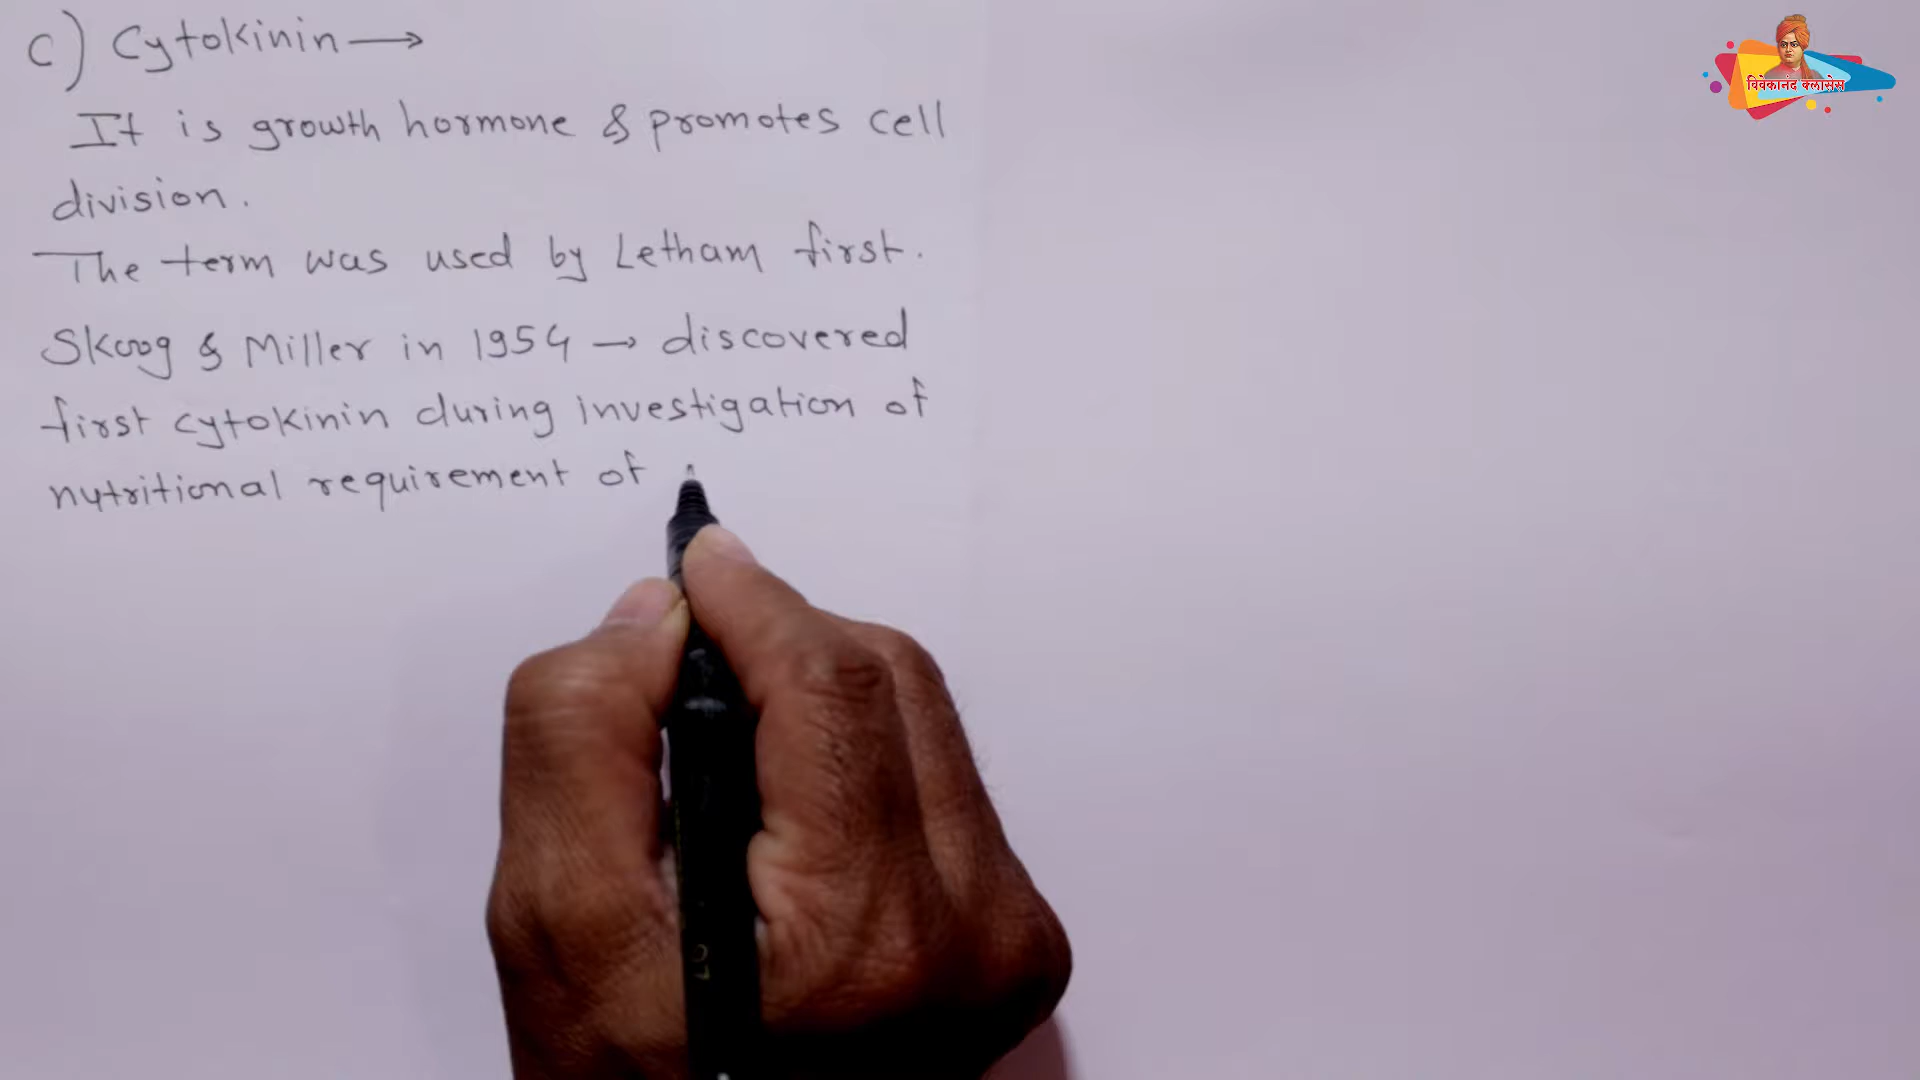 C) Cytokinin →
It is growth hormone & promotes cell
division.
The term was used by Letham first.
Skoog & Miller in 1954 → discovered
first cytokinin during investigation of
nutritional requirement of
विवेकानंद क्लासेस